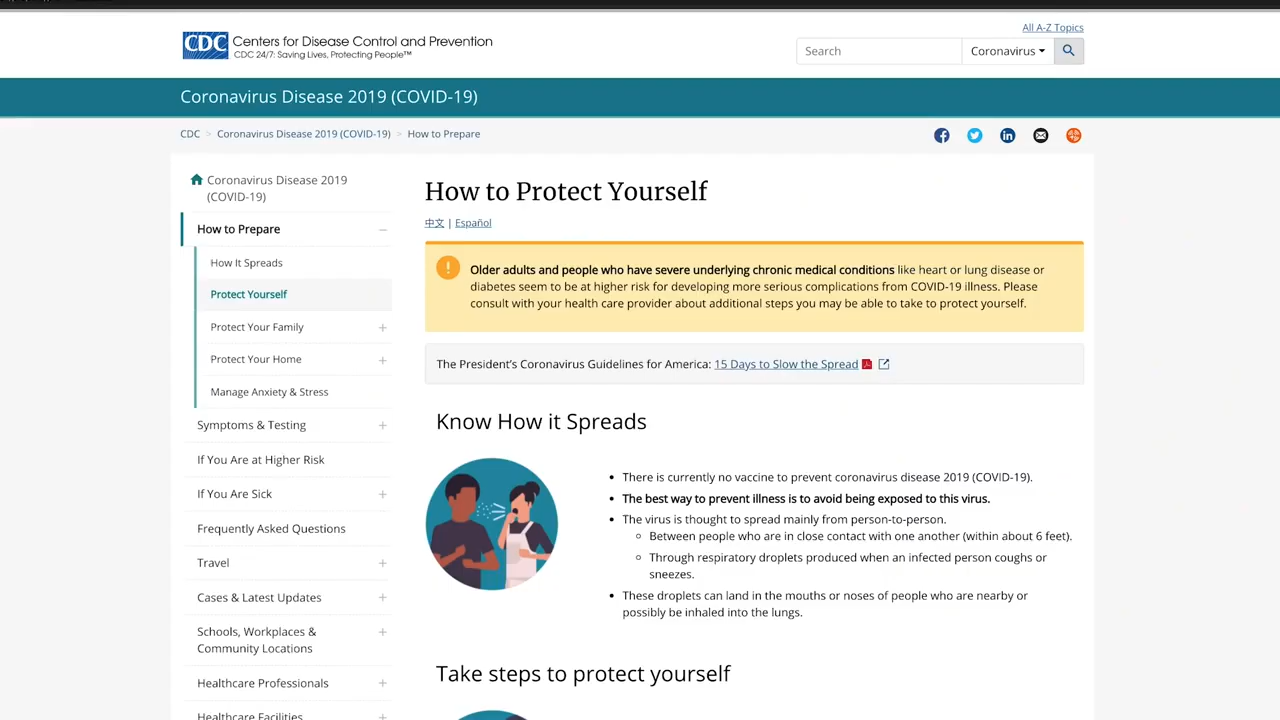 All A-Z Topics
CDC Centers for Disease Control and Prevention
CDC 24/7: Saving Lives, Protecting People™
Search
Coronavirus
Coronavirus Disease 2019 (COVID-19)
CDC > Coronavirus Disease 2019 (COVID-19) > How to Prepare
Coronavirus Disease 2019
(COVID-19)
How to Prepare
How It Spreads
Protect Yourself
Protect Your Family
Protect Your Home
Manage Anxiety & Stress
Symptoms & Testing
If You Are at Higher Risk
If You Are Sick
Frequently Asked Questions
Travel
Cases & Latest Updates
Schools, Workplaces &
Community Locations
Healthcare Professionals
Healthcare Facilities
How to Protect Yourself
中文 | Español
Older adults and people who have severe underlying chronic medical conditions like heart or lung disease or
diabetes seem to be at higher risk for developing more serious complications from COVID-19 illness. Please
consult with your health care provider about additional steps you may be able to take to protect yourself.
The President's Coronavirus Guidelines for America: 15 Days to Slow the Spread
Know How it Spreads
There is currently no vaccine to prevent coronavirus disease 2019 (COVID-19).
The best way to prevent illness is to avoid being exposed to this virus.
The virus is thought to spread mainly from person-to-person.
Between people who are in close contact with one another (within about 6 feet).
Through respiratory droplets produced when an infected person coughs or
sneezes.
These droplets can land in the mouths or noses of people who are nearby or
possibly be inhaled into the lungs.
Take steps to protect yourself